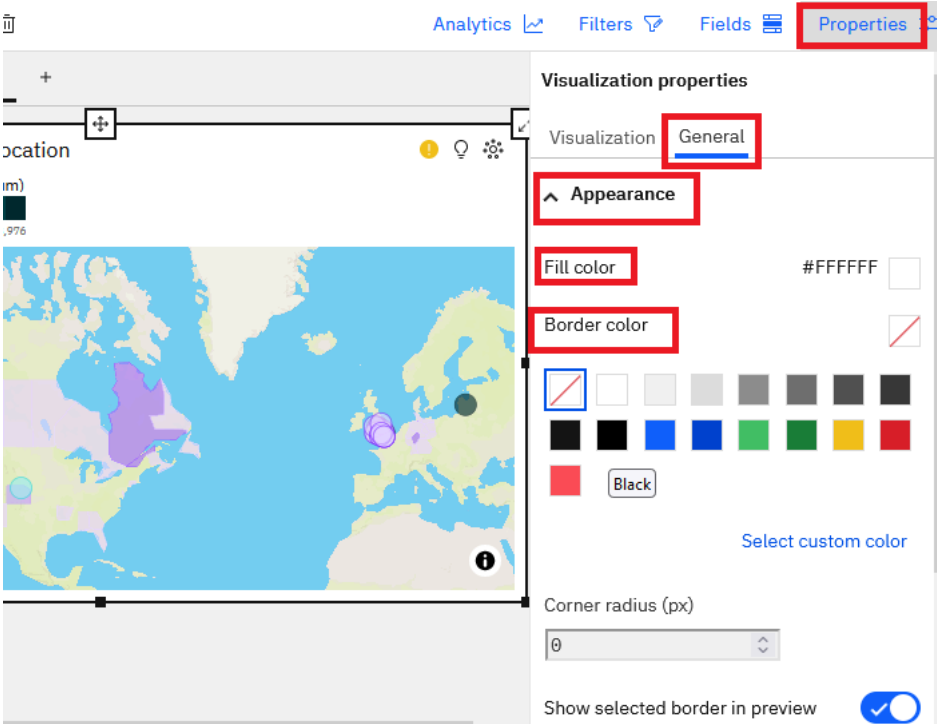 Analytics Filters Fields Properties
+
Visualization properties
ocation
Visualization General
um)
,976
Appearance
Fill color #FFFFFF
Border color
Black
Select custom color
Corner radius (px)
0
Show selected border in preview